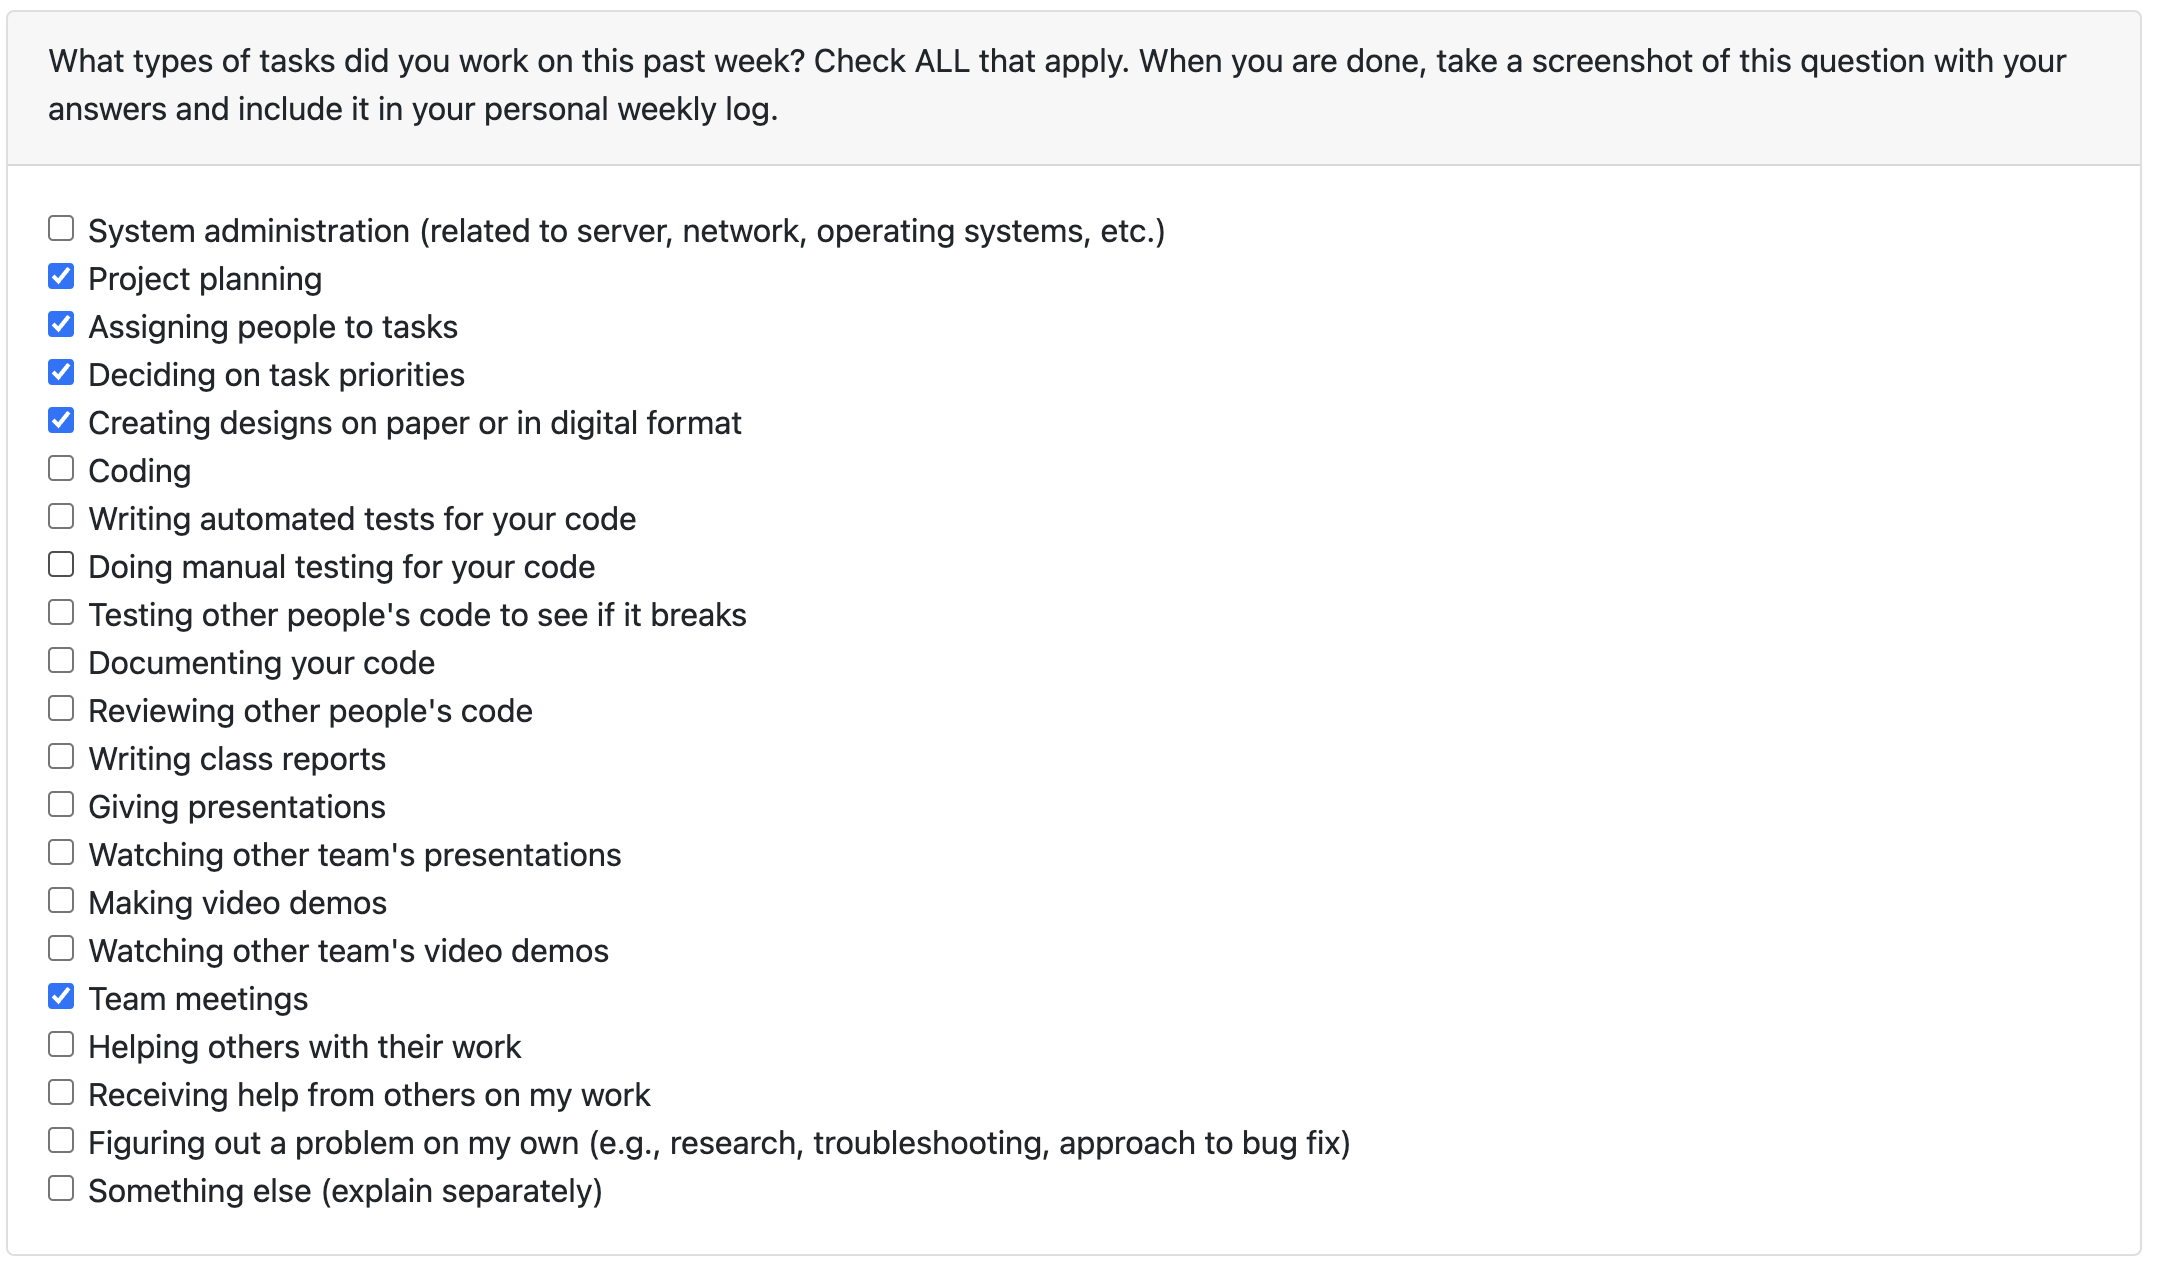 What types of tasks did you work on this past week? Check ALL that apply. When you are done, take a screenshot of this question with your
answers and include it in your personal weekly log.
System administration (related to server, network, operating systems, etc.)
Project planning
Assigning people to tasks
Deciding on task priorities
Creating designs on paper or in digital format
Coding
Writing automated tests for your code
Doing manual testing for your code
Testing other people's code to see if it breaks
Documenting your code
Reviewing other people's code
Writing class reports
Giving presentations
Watching other team's presentations
Making video demos
Watching other team's video demos
Team meetings
Helping others with their work
Receiving help from others on my work
Figuring out a problem on my own (e.g., research, troubleshooting, approach to bug fix)
Something else (explain separately)